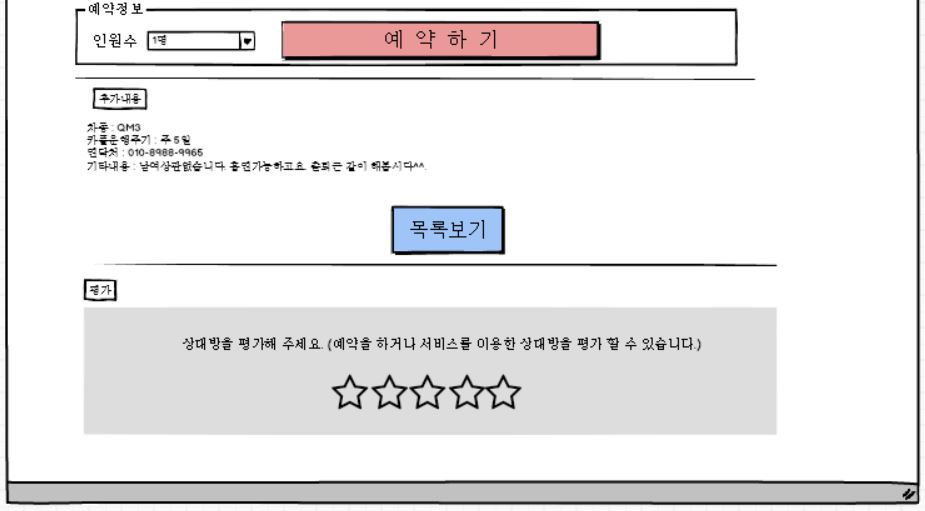 예약정보
인원수 1명 예 약 하 기
추가내용
차종 : QM3
카풀운행주기 : 주 5일
연락처 : 010-8988-9965
기타내용 : 남여상관없습니다. 흡연가능하고요. 출퇴근 같이 해봅시다^^.
목록보기
평가
상대방을 평가해 주세요. (예약을 하거나 서비스를 이용한 상대방을 평가 할 수 있습니다.)